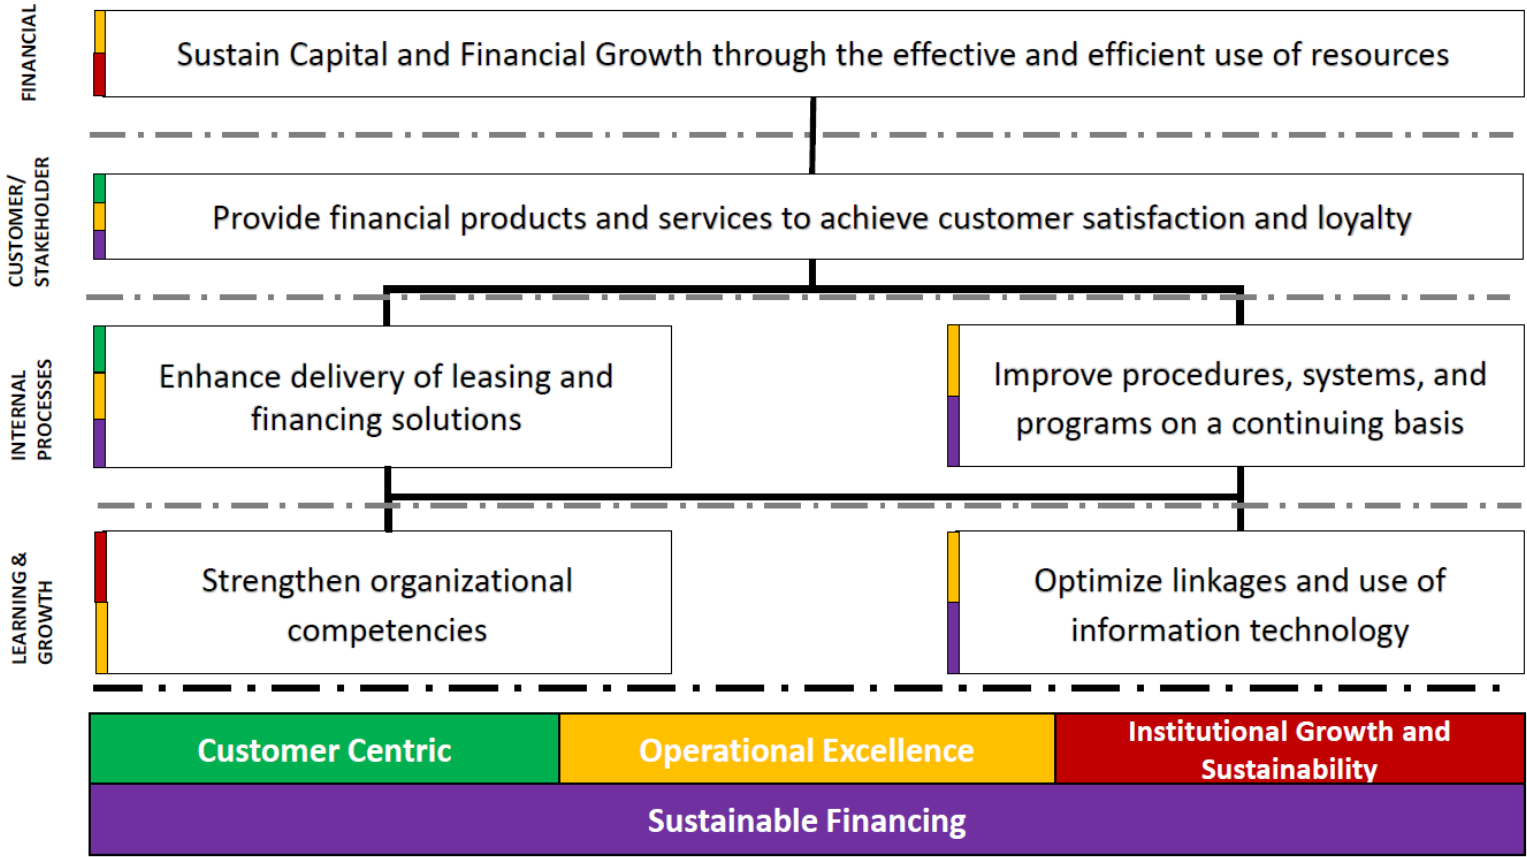 FINANCIAL
Sustain Capital and Financial Growth through the effective and efficient use of resources
CUSTOMER/
STAKEHOLDER
Provide financial products and services to achieve customer satisfaction and loyalty
INTERNAL
PROCESSES
Enhance delivery of leasing and
financing solutions
Improve procedures, systems, and
programs on a continuing basis
LEARNING &
GROWTH
Strengthen organizational
competencies
Optimize linkages and use of
information technology
Customer Centric
Operational Excellence
Institutional Growth and
Sustainability
Sustainable Financing